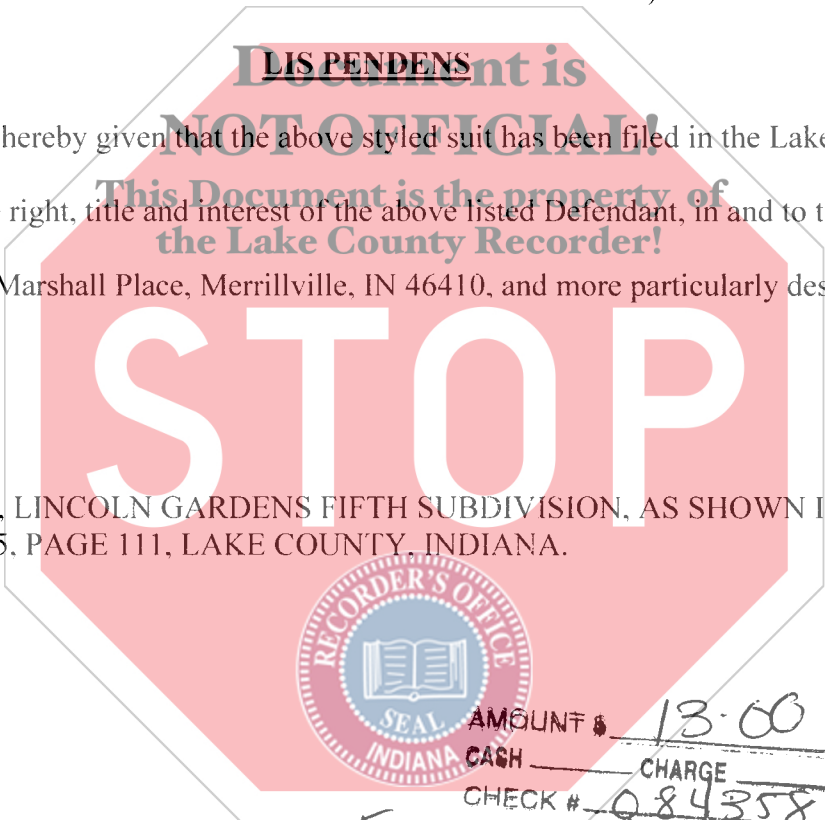 LIS PENDENS
Document is
hereby given that the above styled suit has been filed in the Lake
NOT OFFICIAL!
This Document is the property of
right, title and interest of the above listed Defendant, in and to t
the Lake County Recorder!
Marshall Place, Merrillville, IN 46410, and more particularly des
STOP
, LINCOLN GARDENS FIFTH SUBDIVISION, AS SHOWN I
5, PAGE 111, LAKE COUNTY, INDIANA.
RECORDER'S OFFICE
SEAL
INDIANA
AMOUNT $ 13.00
CASH CHARGE
CHECK # 084358